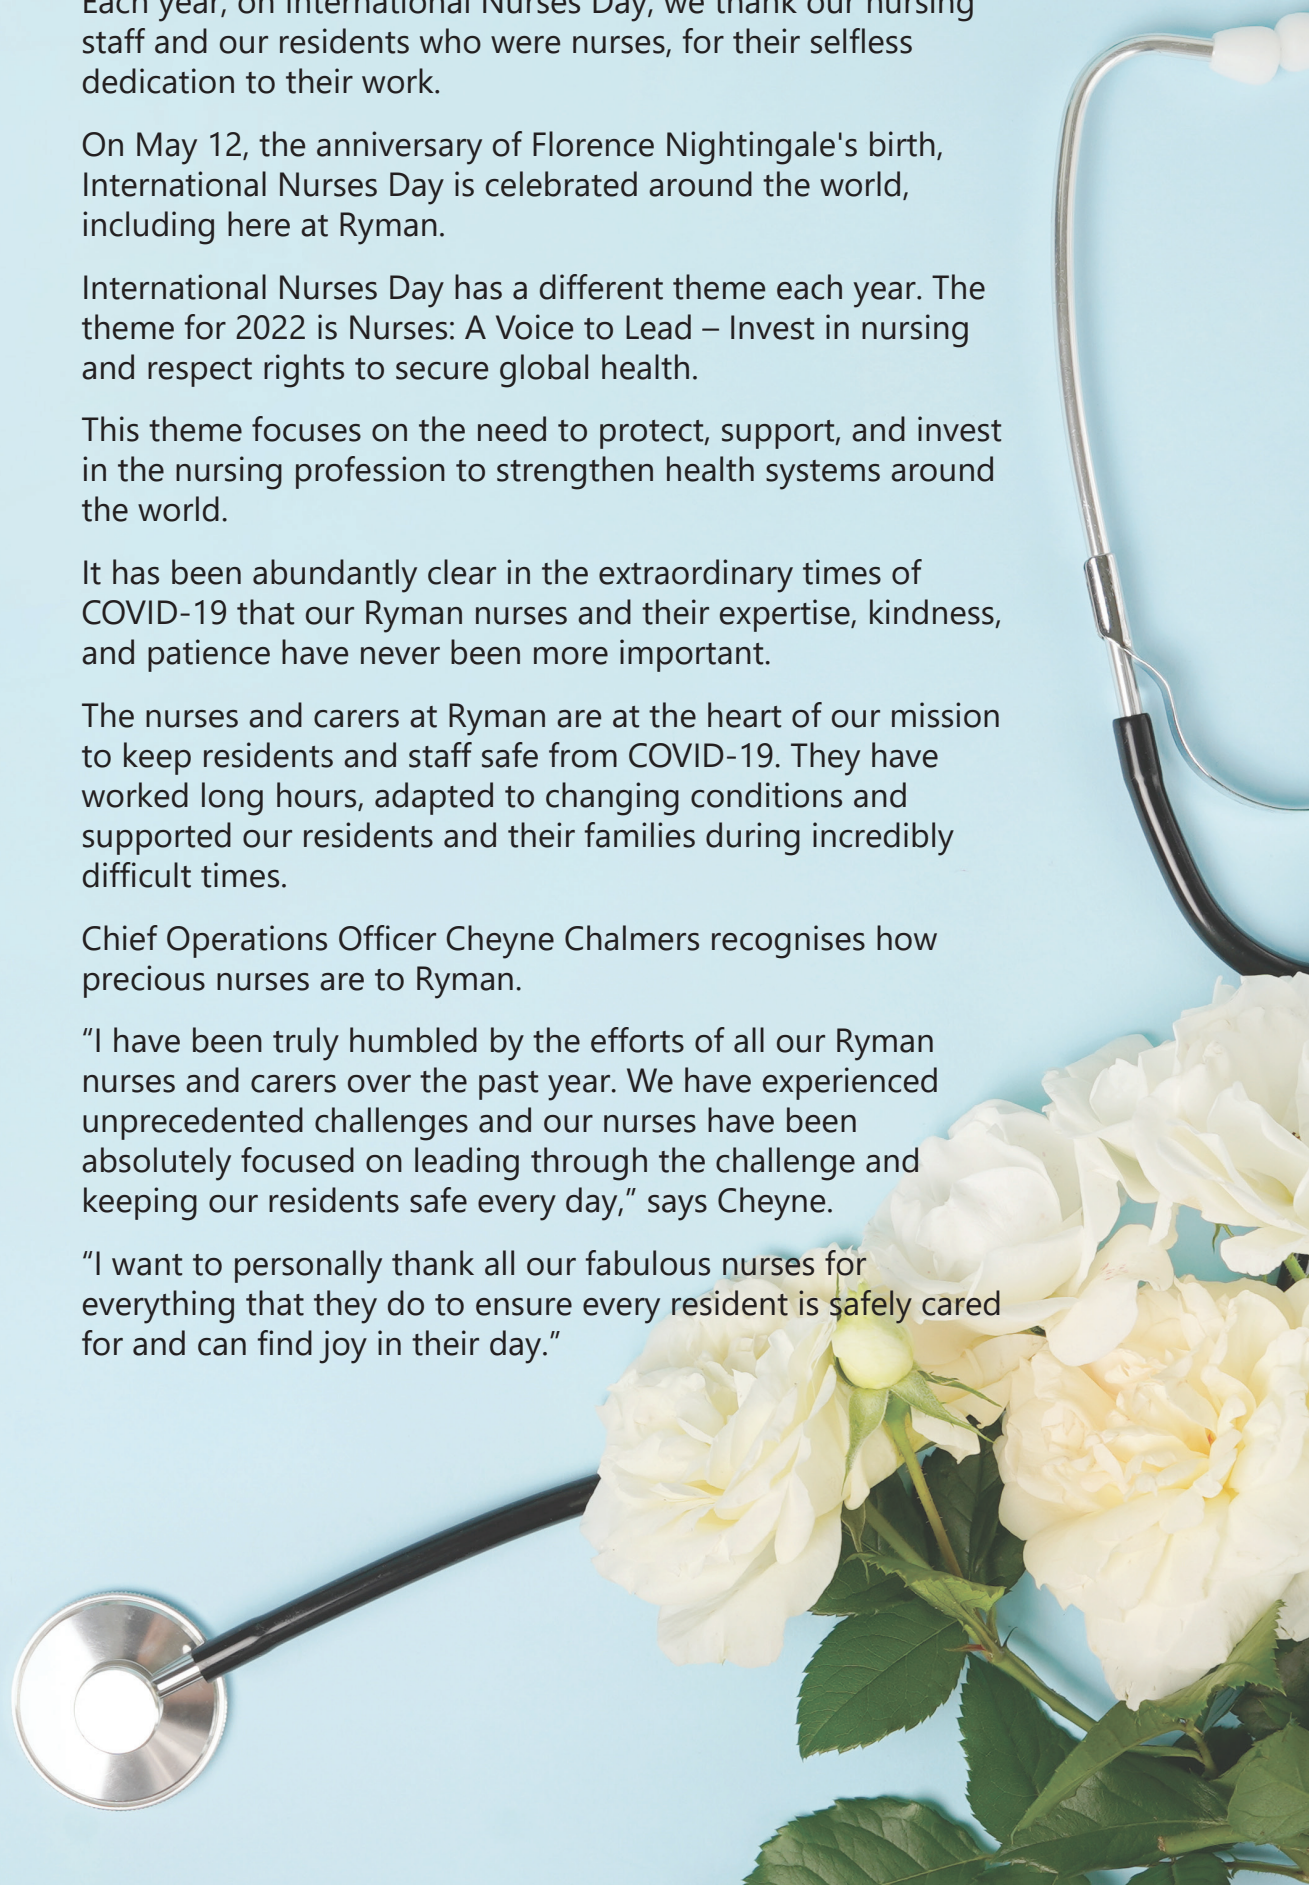 Each year, on International Nurses Day, we thank our nursing
staff and our residents who were nurses, for their selfless
dedication to their work.
On May 12, the anniversary of Florence Nightingale's birth,
International Nurses Day is celebrated around the world,
including here at Ryman.
International Nurses Day has a different theme each year. The
theme for 2022 is Nurses: A Voice to Lead – Invest in nursing
and respect rights to secure global health.
This theme focuses on the need to protect, support, and invest
in the nursing profession to strengthen health systems around
the world.
It has been abundantly clear in the extraordinary times of
COVID-19 that our Ryman nurses and their expertise, kindness,
and patience have never been more important.
The nurses and carers at Ryman are at the heart of our mission
to keep residents and staff safe from COVID-19. They have
worked long hours, adapted to changing conditions and
supported our residents and their families during incredibly
difficult times.
Chief Operations Officer Cheyne Chalmers recognises how
precious nurses are to Ryman.
“I have been truly humbled by the efforts of all our Ryman
nurses and carers over the past year. We have experienced
unprecedented challenges and our nurses have been
absolutely focused on leading through the challenge and
keeping our residents safe every day,” says Cheyne.
“I want to personally thank all our fabulous nurses for
everything that they do to ensure every resident is safely cared
for and can find joy in their day.”